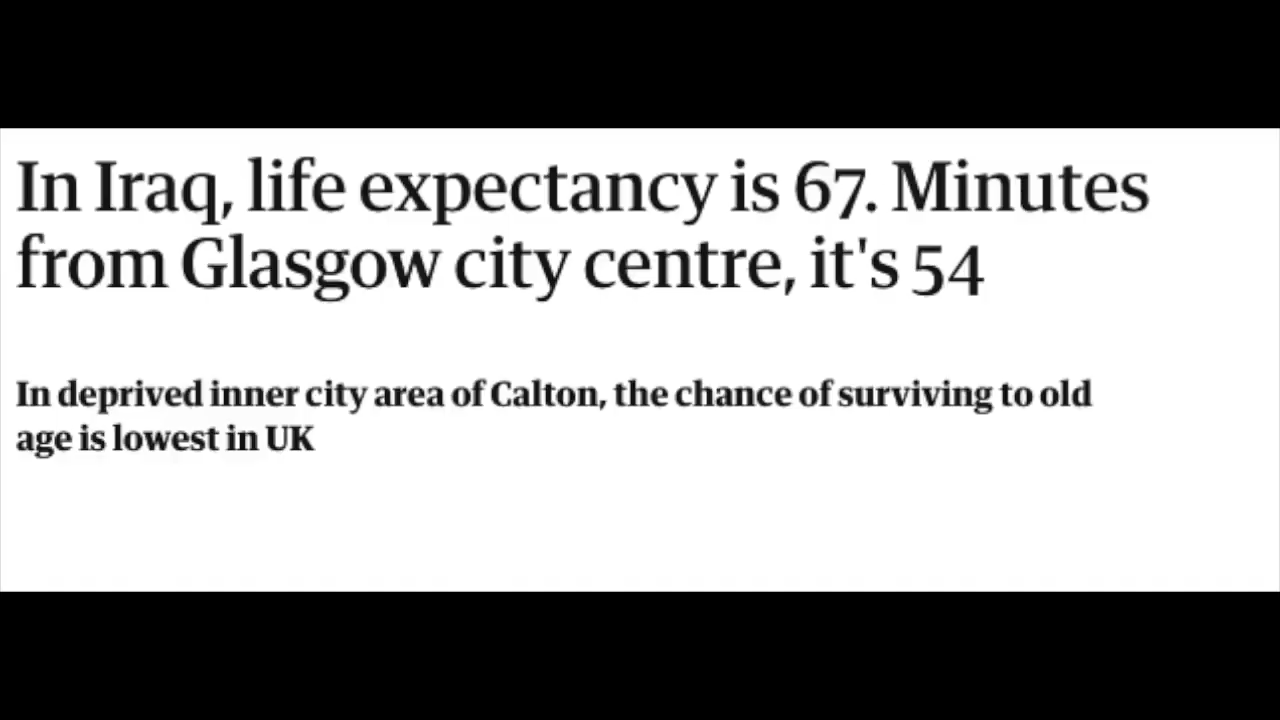 In Iraq, life expectancy is 67. Minutes
from Glasgow city centre, it's 54
In deprived inner city area of Calton, the chance of surviving to old
age is lowest in UK